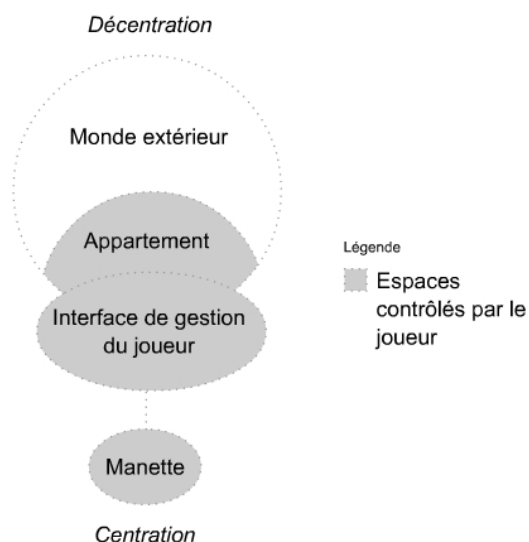 Décentration
Monde extérieur
Appartement
Interface de gestion
du joueur
Manette
Centration
Légende
Espaces
contrôlés par le
joueur